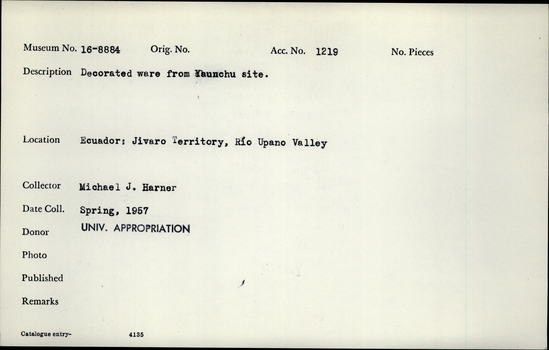 Museum No. 16-8884 Orig. No. Acc. No. 1219 No. Pieces
Description Decorated ware from Yaunchu site.
Location Ecuador: Jivaro Territory, Río Upano Valley
Collector Michael J. Harner
Date Coll. Spring, 1957
Donor UNIV. APPROPRIATION
Photo
Published
Remarks
Catalogue entry- 4135